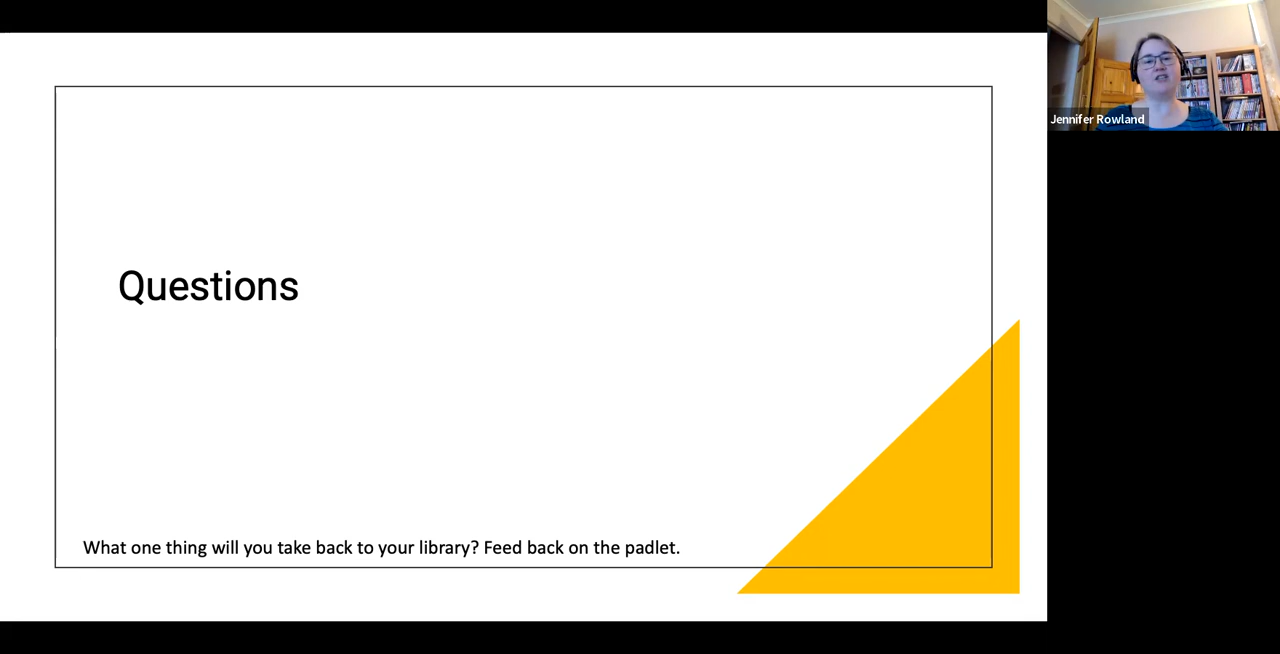 Questions
What one thing will you take back to your library? Feed back on the padlet.
Jennifer Rowland